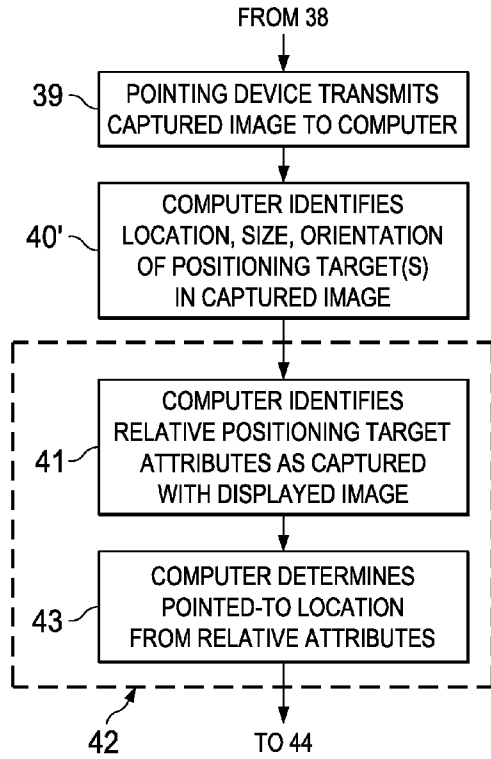 FROM 38
39
POINTING DEVICE TRANSMITS
CAPTURED IMAGE TO COMPUTER
40'
COMPUTER IDENTIFIES
LOCATION, SIZE, ORIENTATION
OF POSITIONING TARGET(S)
IN CAPTURED IMAGE
41
COMPUTER IDENTIFIES
RELATIVE POSITIONING TARGET
ATTRIBUTES AS CAPTURED
WITH DISPLAYED IMAGE
43
COMPUTER DETERMINES
POINTED-TO LOCATION
FROM RELATIVE ATTRIBUTES
42
TO 44